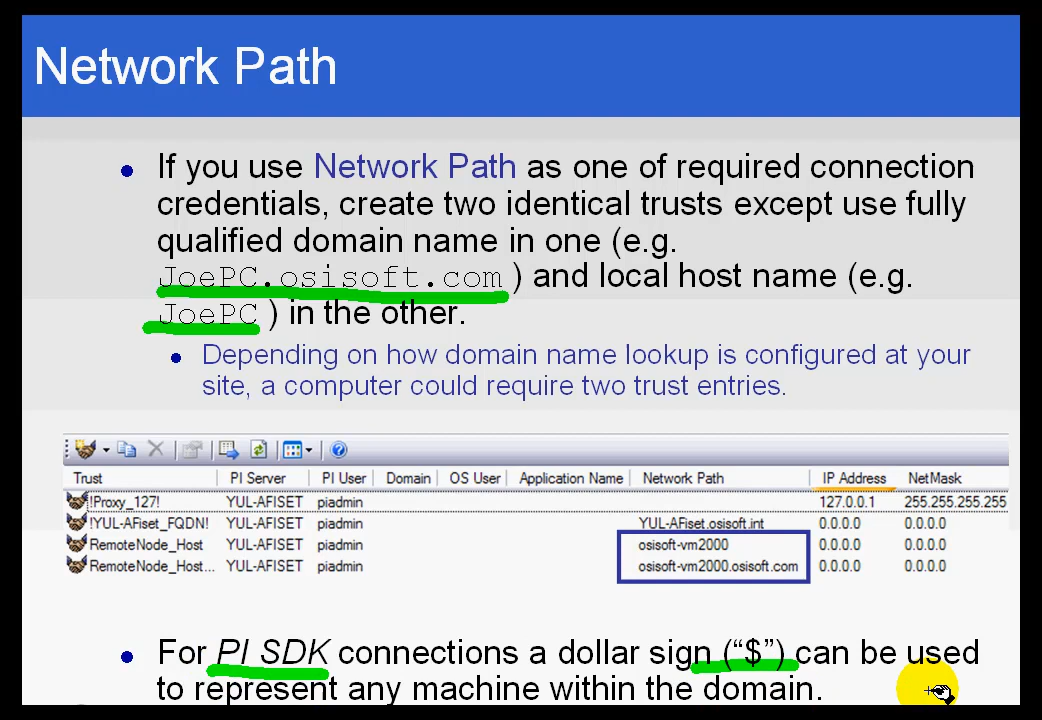 Network Path
If you use Network Path as one of required connection
credentials, create two identical trusts except use fully
qualified domain name in one (e.g.
JoePC.osisoft.com ) and local host name (e.g.
JoePC ) in the other.
Depending on how domain name lookup is configured at your
site, a computer could require two trust entries.
Trust PI Server PI User Domain OS User Application Name Network Path IP Address NetMask
!Proxy_127! YUL-AFISET piadmin 127.0.0.1 255.255.255.255
!YUL-AFiset_FQDN! YUL-AFISET piadmin YUL-AFiset.osisoft.int 0.0.0.0 0.0.0.0
RemoteNode_Host YUL-AFISET piadmin osisoft-vm2000 0.0.0.0 0.0.0.0
RemoteNode_Host... YUL-AFISET piadmin osisoft-vm2000.osisoft.com 0.0.0.0 0.0.0.0
For PI SDK connections a dollar sign (“$”) can be used
to represent any machine within the domain.